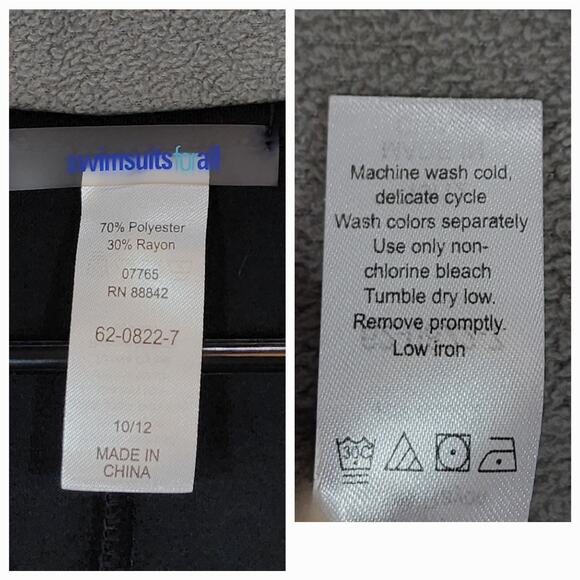 swimsuitsforall
70% Polyester
30% Rayon
07765
RN 88842
62-0822-7
10/12
MADE IN
CHINA
Machine wash cold,
delicate cycle
Wash colors separately
Use only non-
chlorine bleach
Tumble dry low.
Remove promptly.
Low iron
30C